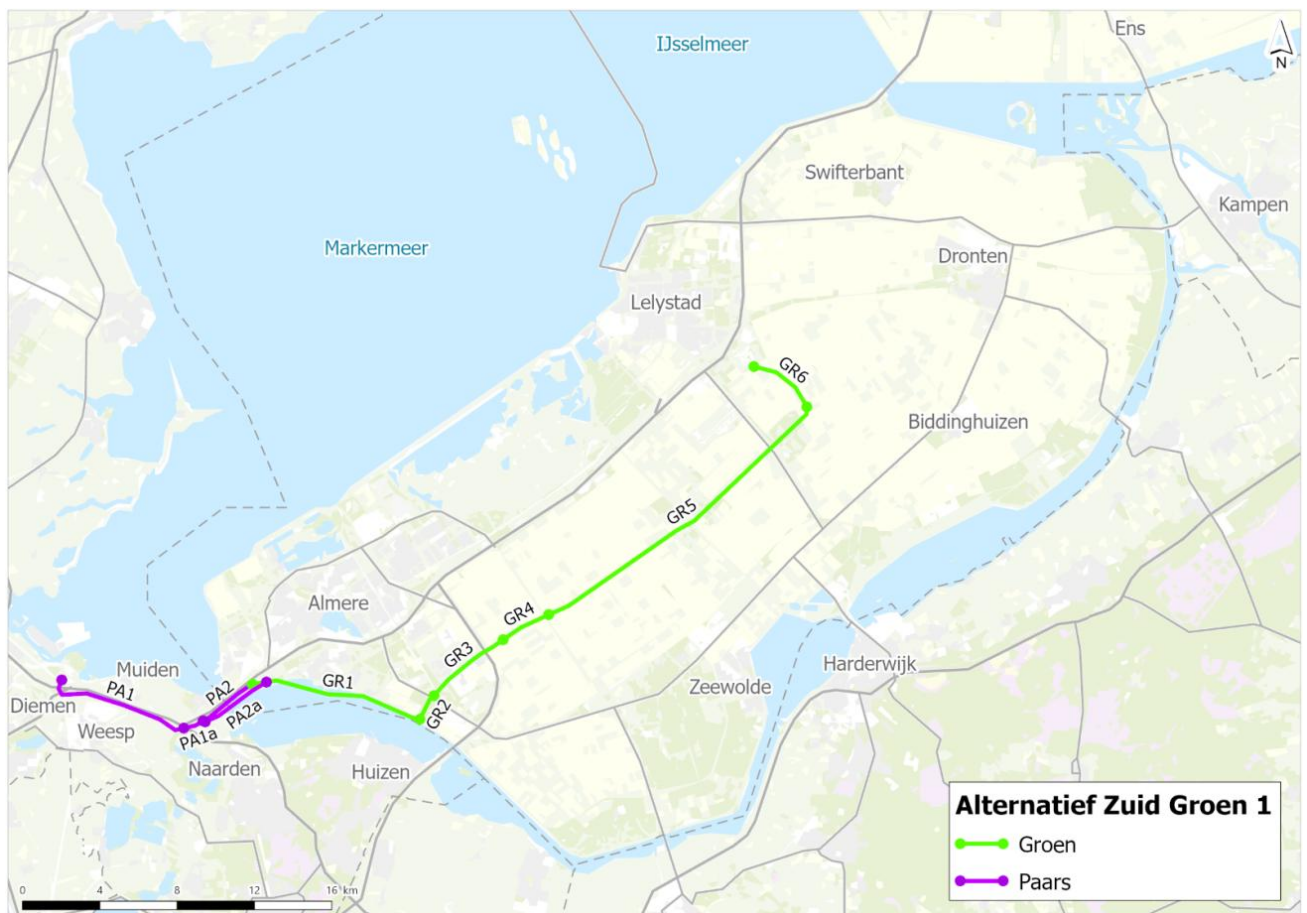 Ens
IJsselmeer
N
Swifterbant
Kampen
Markermeer
Dronten
Lelystad
GR6
Biddinghuizen
GR5
Almere
GR4
GR3
Muiden
Harderwijk
PA2
GR1
Zeewolde
PA1
Diemen
PA2a
GR2
Weesp
PA1a
Naarden
Huizen
Alternatief Zuid Groen 1
Groen
Paars
0 4 8 12 16 km